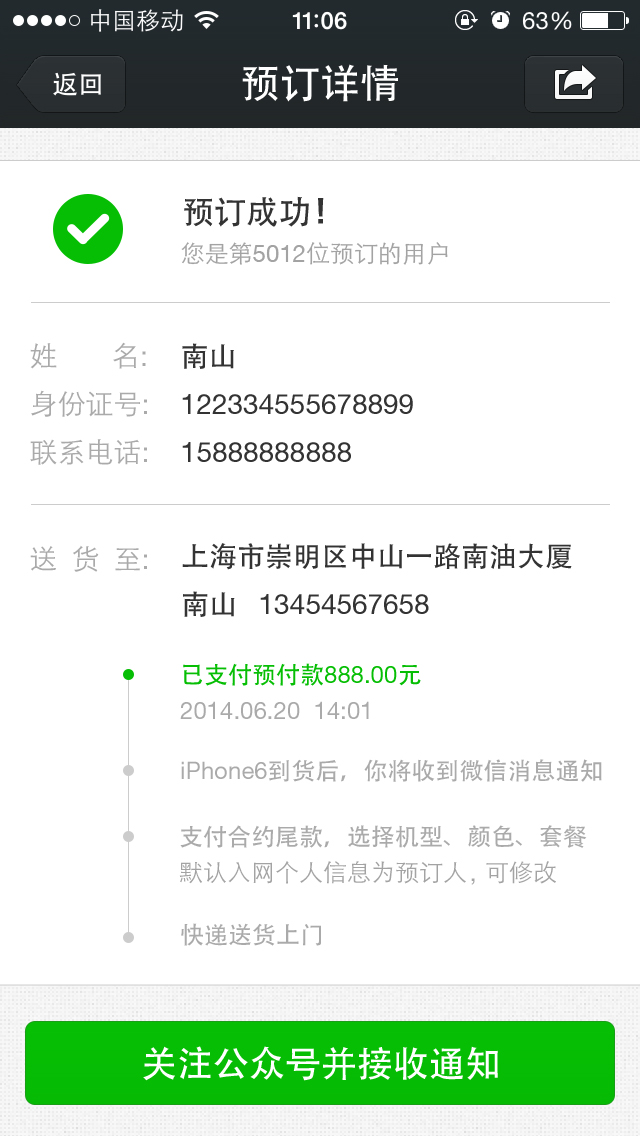 中国移动 11:06 63%
返回 预订详情
预订成功！
您是第5012位预订的用户
姓 名: 南山
身份证号: 122334555678899
联系电话: 15888888888
送 货 至: 上海市崇明区中山一路南油大厦
南山 13454567658
已支付预付款888.00元
2014.06.20 14:01
iPhone6到货后，你将收到微信消息通知
支付合约尾款，选择机型、颜色、套餐
默认入网个人信息为预订人, 可修改
快递送货上门
关注公众号并接收通知